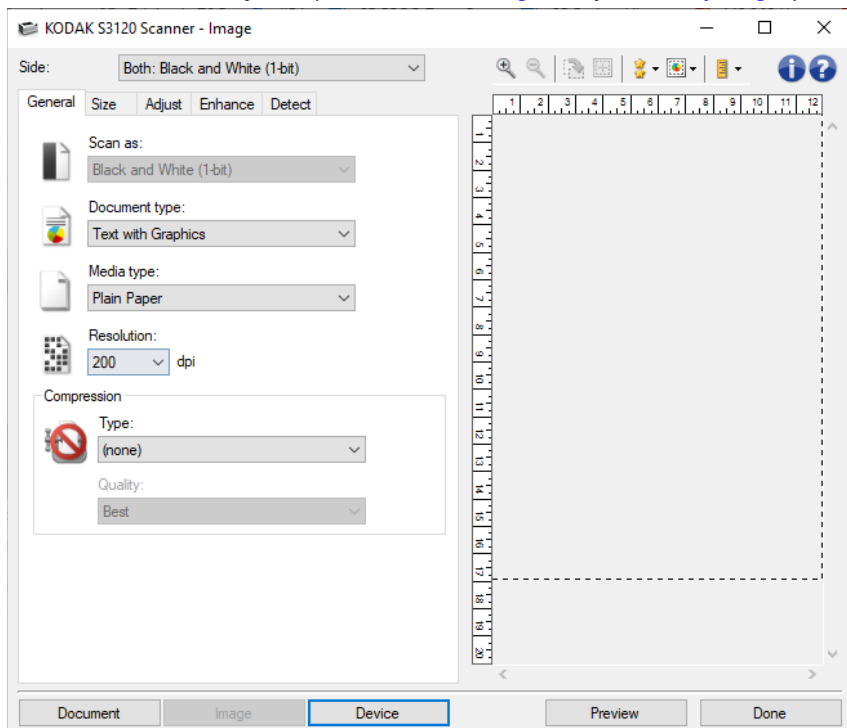 KODAK S3120 Scanner - Image
Side: Both: Black and White (1-bit)
General Size Adjust Enhance Detect
Scan as:
Black and White (1-bit)
Document type:
Text with Graphics
Media type:
Plain Paper
Resolution:
200 dpi
Compression
Type:
(none)
Quality:
Best
1 2 3 4 5 6 7 8 9 10 11 12
1
2
3
4
5
6
7
8
9
10
11
12
13
14
15
16
17
18
19
20
Document Image Device Preview Done